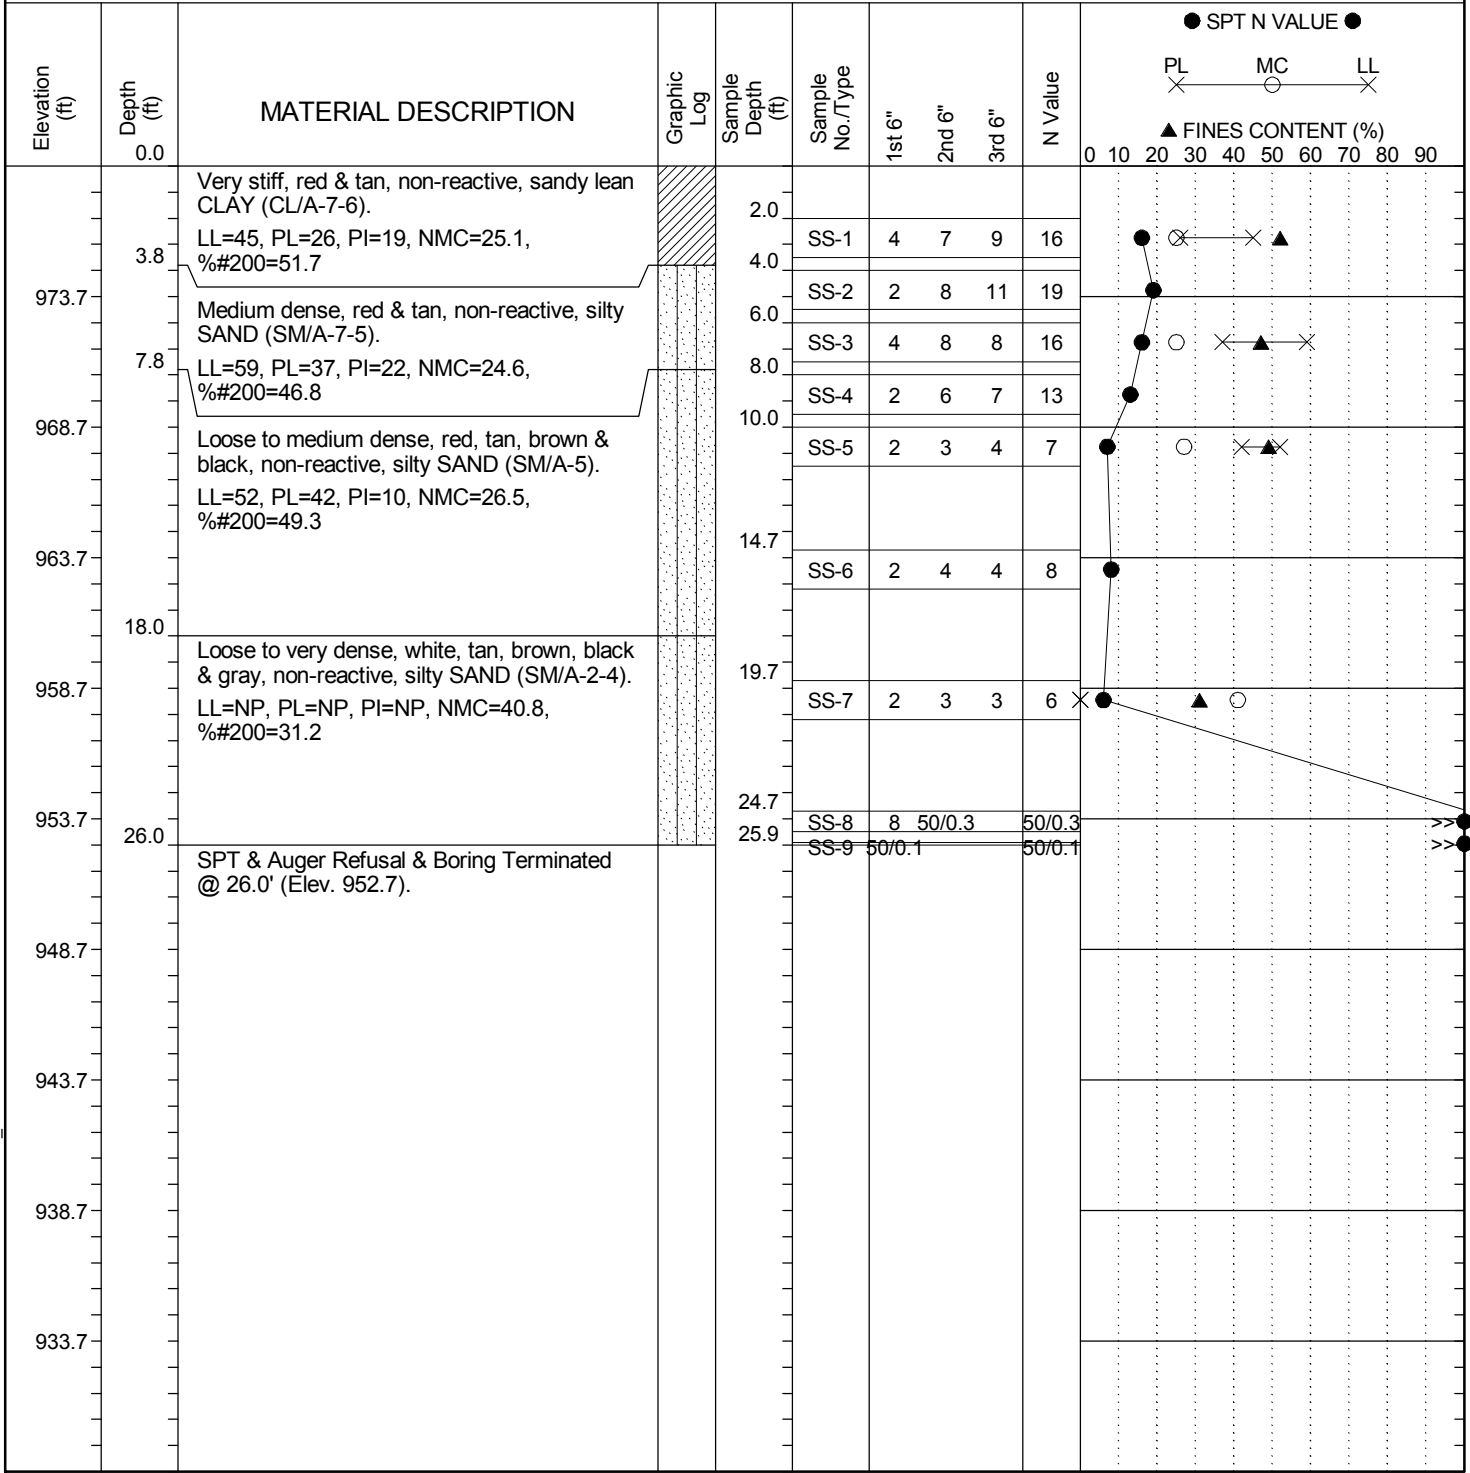 Elevation (ft)
Depth (ft)
0.0
MATERIAL DESCRIPTION
Graphic Log
Sample Depth (ft)
Sample No./Type
1st 6"
2nd 6"
3rd 6"
N Value
SPT N VALUE
PL MC LL
FINES CONTENT (%)
0 10 20 30 40 50 60 70 80 90
Very stiff, red & tan, non-reactive, sandy lean
CLAY (CL/A-7-6).
LL=45, PL=26, PI=19, NMC=25.1,
%#200=51.7
3.8
2.0
SS-1 4 7 9 16
4.0
973.7
Medium dense, red & tan, non-reactive, silty
SAND (SM/A-7-5).
LL=59, PL=37, PI=22, NMC=24.6,
%#200=46.8
7.8
SS-2 2 8 11 19
6.0
SS-3 4 8 8 16
8.0
SS-4 2 6 7 13
10.0
968.7
Loose to medium dense, red, tan, brown &
black, non-reactive, silty SAND (SM/A-5).
LL=52, PL=42, PI=10, NMC=26.5,
%#200=49.3
SS-5 2 3 4 7
14.7
963.7
SS-6 2 4 4 8
18.0
Loose to very dense, white, tan, brown, black
& gray, non-reactive, silty SAND (SM/A-2-4).
LL=NP, PL=NP, PI=NP, NMC=40.8,
%#200=31.2
19.7
958.7
SS-7 2 3 3 6
24.7
953.7
SS-8 8 50/0.3 50/0.3 >>
26.0
25.9
SS-9 50/0.1 50/0.1 >>
SPT & Auger Refusal & Boring Terminated
@ 26.0' (Elev. 952.7).
948.7
943.7
938.7
933.7